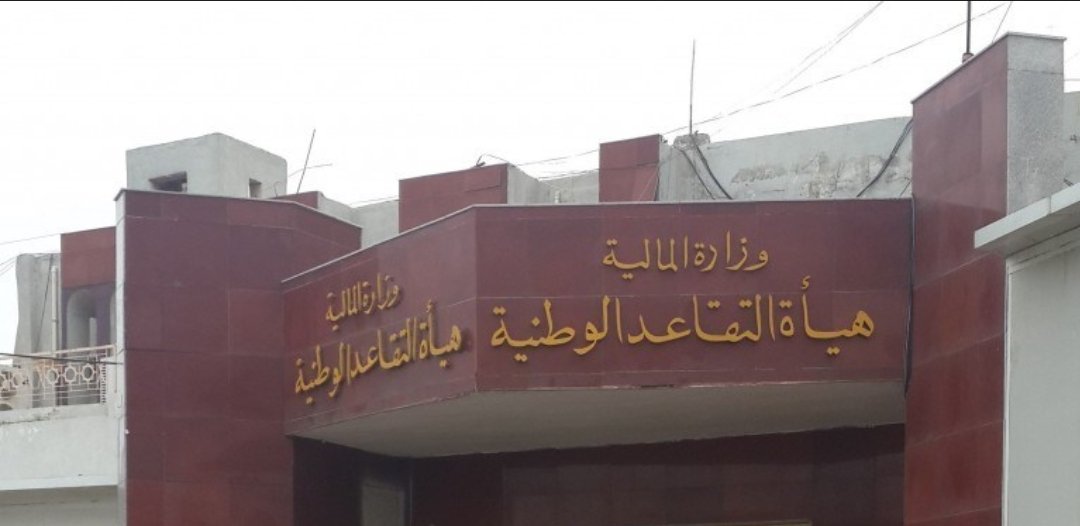 وزارة المالية
هيأة التقاعد الوطنية
وزارة المالية
هيأة التقاعد الوطنية